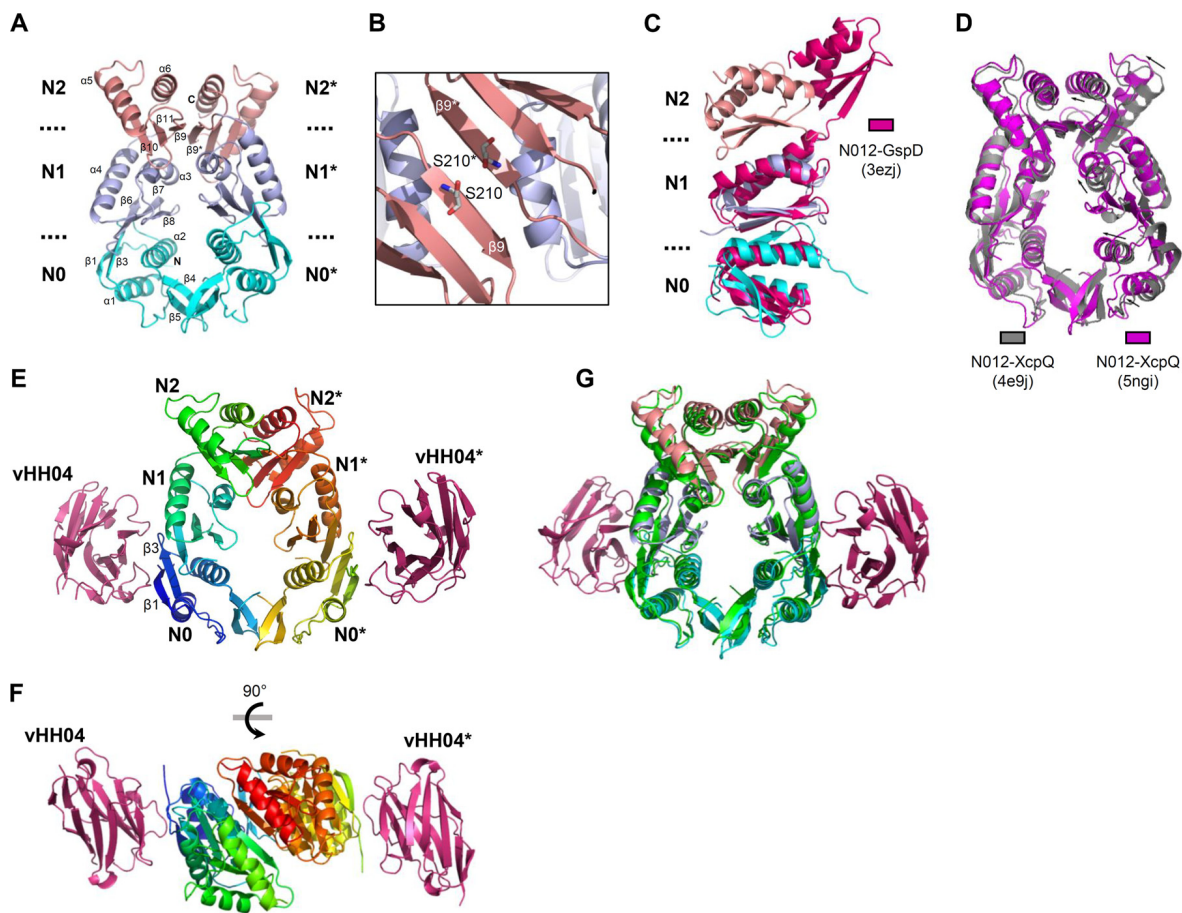 A
N2
N2*
N1
N1*
N0
N0*
α5
α6
C
β11
β9
β10
β9*
α4
α3
β7
β6
β8
α2
β1
β3
N
β4
α1
β5
B
β9*
S210*
S210
β9
C
N2
N1
N0
N012-GspD
(3ezj)
D
N012-XcpQ
(4e9j)
N012-XcpQ
(5ngi)
E
N2
N2*
N1
N1*
vHH04
vHH04*
β3
β1
N0
N0*
G
F
90°
vHH04
vHH04*